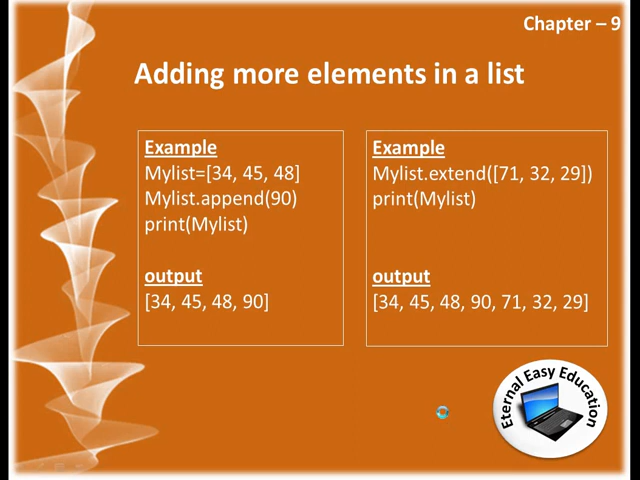 Chapter – 9
Adding more elements in a list
Example
Mylist=[34, 45, 48]
Mylist.append(90)
print(Mylist)
output
[34, 45, 48, 90]
Example
Mylist.extend([71, 32, 29])
print(Mylist)
output
[34, 45, 48, 90, 71, 32, 29]
Eternal Easy Education